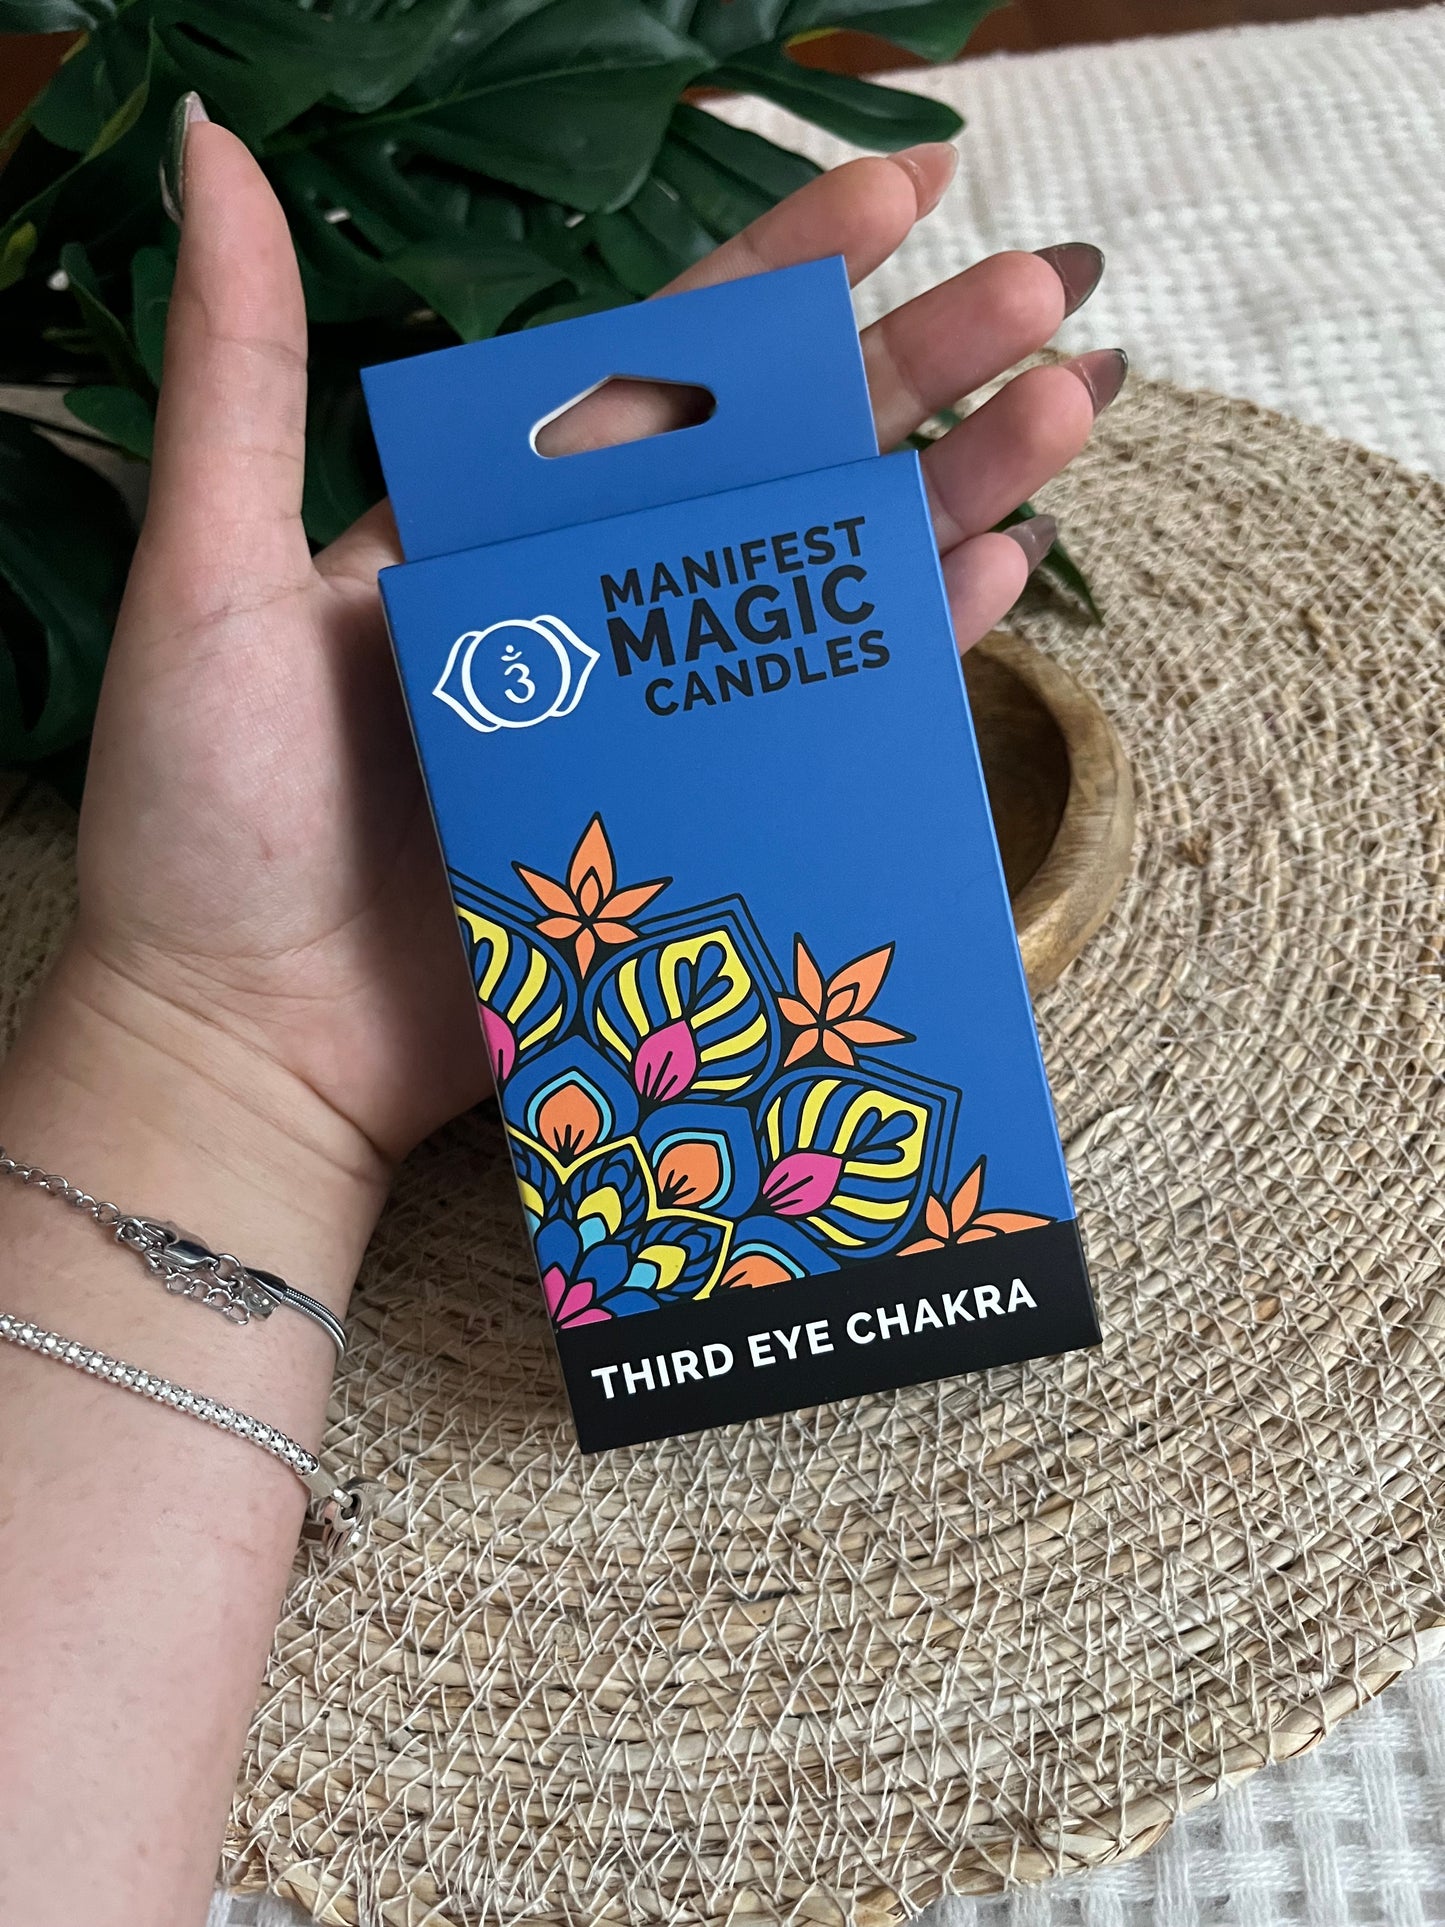 MANIFEST
MAGIC
CANDLES
ॐ
THIRD EYE CHAKRA